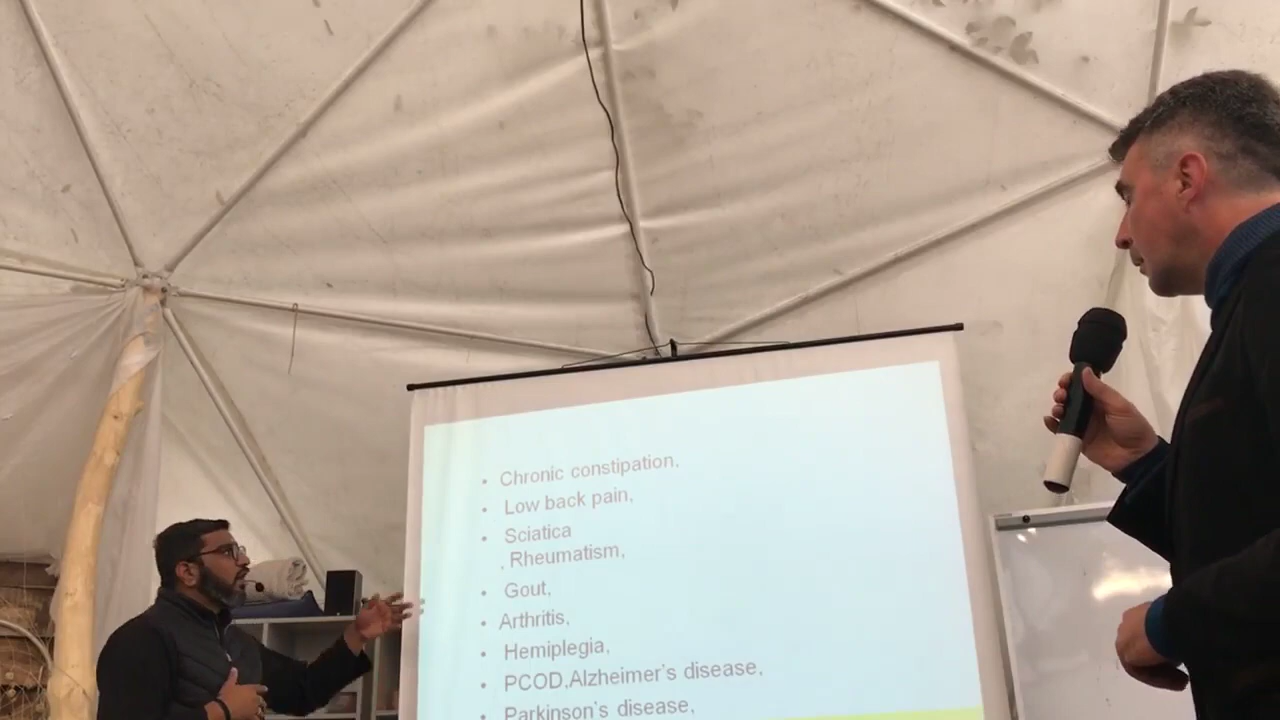 • Chronic constipation,
• Low back pain,
• Sciatica
, Rheumatism,
• Gout,
• Arthritis,
• Hemiplegia,
• PCOD,Alzheimer's disease,
• Parkinson's disease,